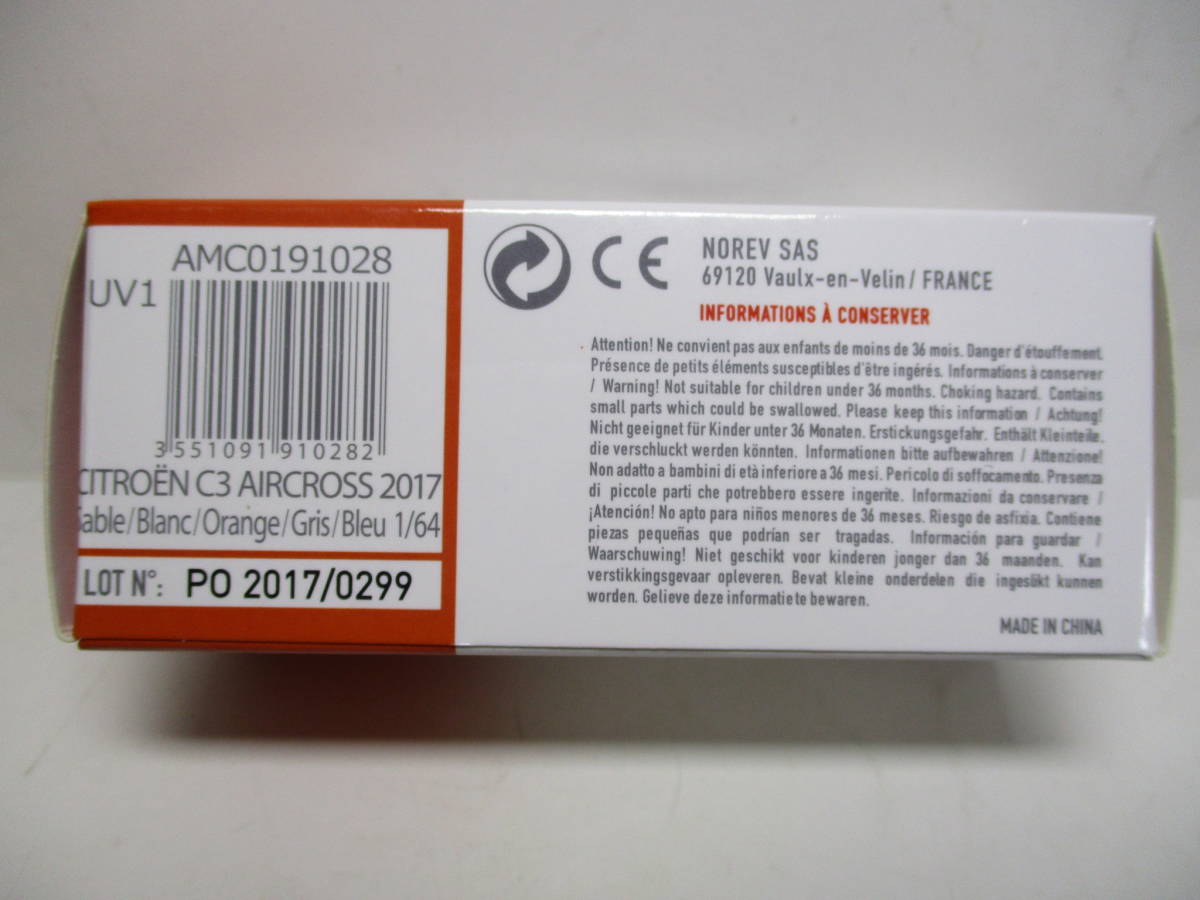 AMC0191028
UV1
3 551091 910282
CITROËN C3 AIRCROSS 2017
Sable/Blanc/Orange/Gris/Bleu 1/64
LOT N°: PO 2017/0299
CE
NOREV SAS
69120 Vaulx-en-Velin / FRANCE
INFORMATIONS À CONSERVER
Attention! Ne convient pas aux enfants de moins de 36 mois. Danger d'étouffement.
Présence de petits éléments susceptibles d'être ingérés. Informations à conserver
/ Warning! Not suitable for children under 36 months. Choking hazard. Contains
small parts which could be swallowed. Please keep this information / Achtung!
Nicht geeignet für Kinder unter 36 Monaten. Erstickungsgefahr. Enthält Kleinteile,
die verschluckt werden könnten. Informationen bitte aufbewahren / Attenzione!
Non adatto a bambini di età inferiore a 36 mesi. Pericolo di soffocamento. Presenza
di piccole parti che potrebbero essere ingerite. Informazioni da conservare /
¡Atención! No apto para niños menores de 36 meses. Riesgo de asfixia. Contiene
piezas pequeñas que podrían ser tragadas. Información para guardar /
Waarschuwing! Niet geschikt voor kinderen jonger dan 36 maanden. Kan
verstikkingsgevaar opleveren. Bevat kleine onderdelen die ingeslikt kunnen
worden. Gelieve deze informatie te bewaren.
MADE IN CHINA